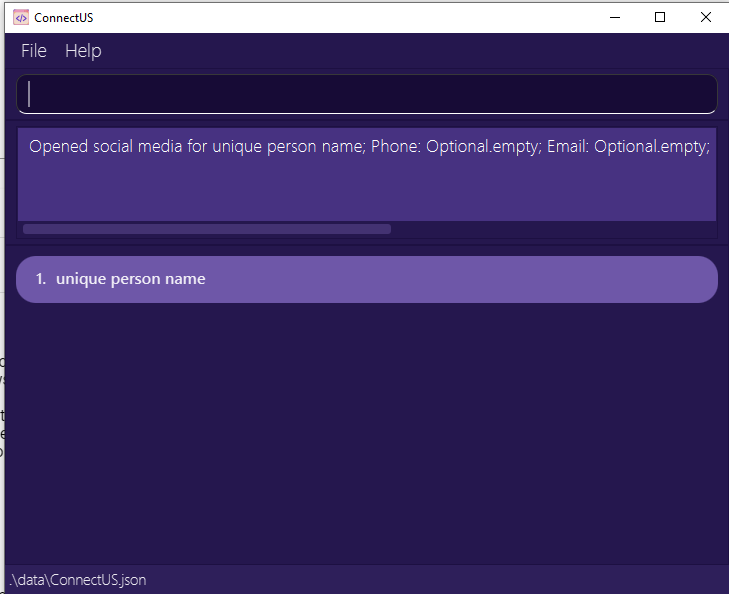 ConnectUS
File Help
Opened social media for unique person name; Phone: Optional.empty; Email: Optional.empty;
1. unique person name
.\data\ConnectUS.json